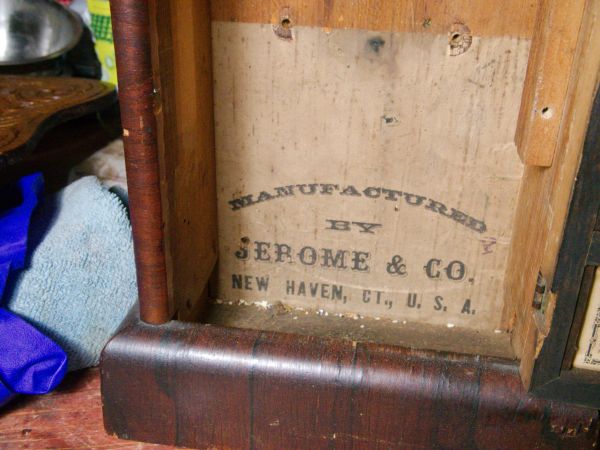 MANUFACTURED
BY
JEROME & CO.
NEW HAVEN, CT., U. S. A.